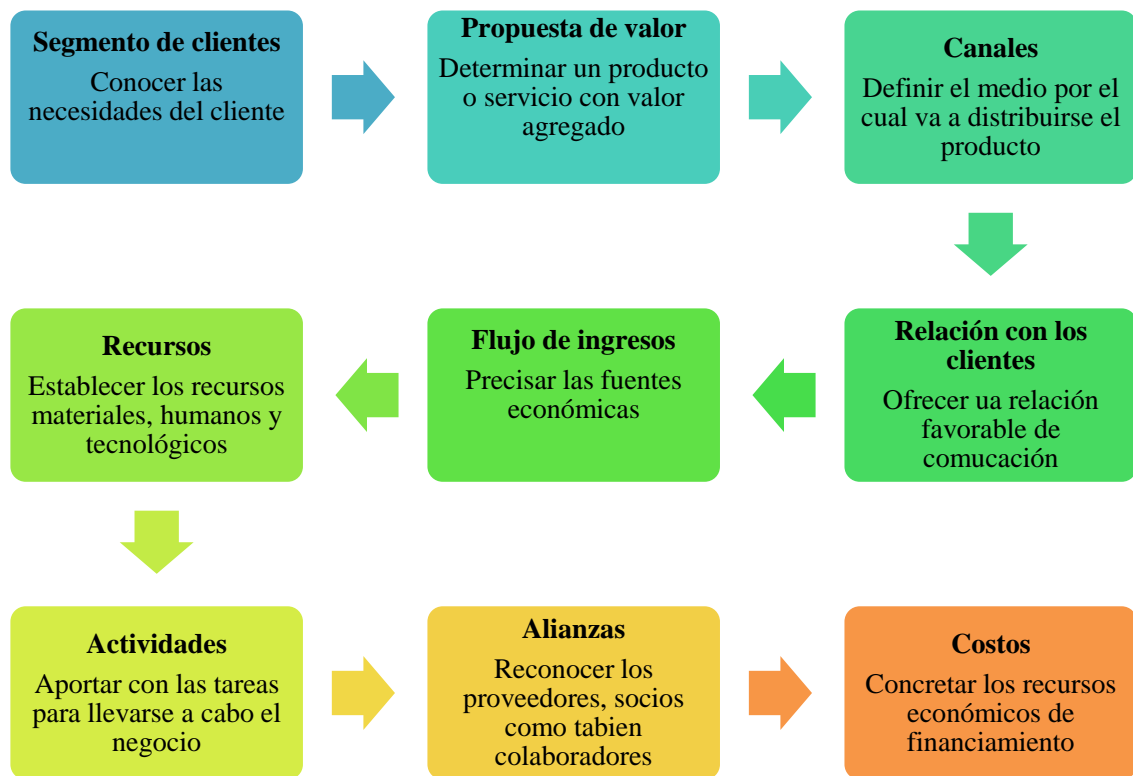 Segmento de clientes
Conocer las
necesidades del cliente
Propuesta de valor
Determinar un producto
o servicio con valor
agregado
Canales
Definir el medio por el
cual va a distribuirse el
producto
Relación con los
clientes
Ofrecer ua relación
favorable de
comucación
Flujo de ingresos
Precisar las fuentes
económicas
Recursos
Establecer los recursos
materiales, humanos y
tecnológicos
Actividades
Aportar con las tareas
para llevarse a cabo el
negocio
Alianzas
Reconocer los
proveedores, socios
como tabien
colaboradores
Costos
Concretar los recursos
económicos de
financiamiento